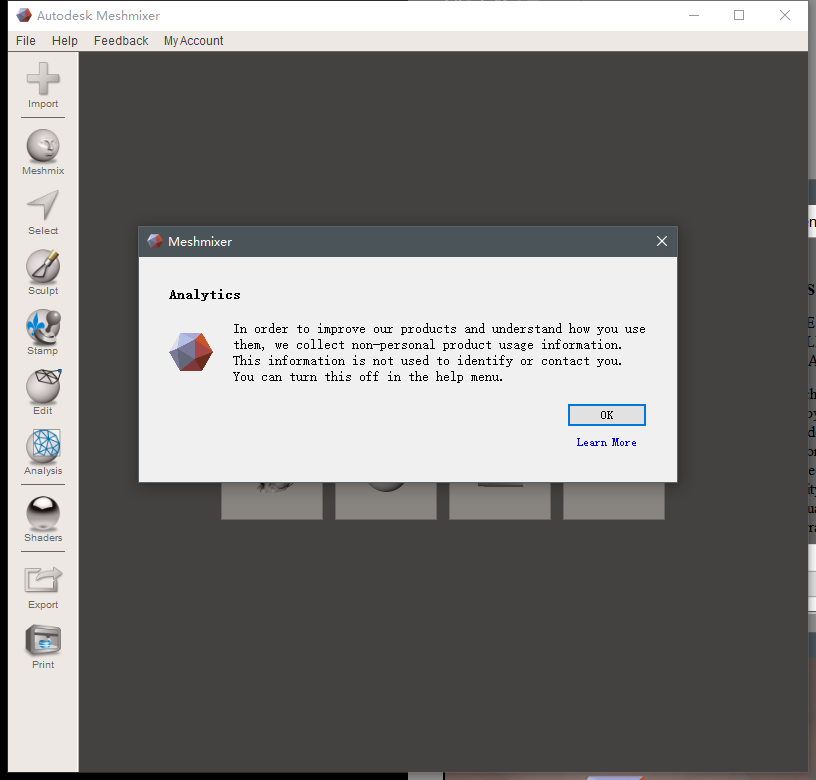 Autodesk Meshmixer
File Help Feedback My Account
Import
Meshmix
Select
Sculpt
Stamp
Edit
Analysis
Shaders
Export
Print
Meshmixer
Analytics
In order to improve our products and understand how you use
them, we collect non-personal product usage information.
This information is not used to identify or contact you.
You can turn this off in the help menu.
OK
Learn More